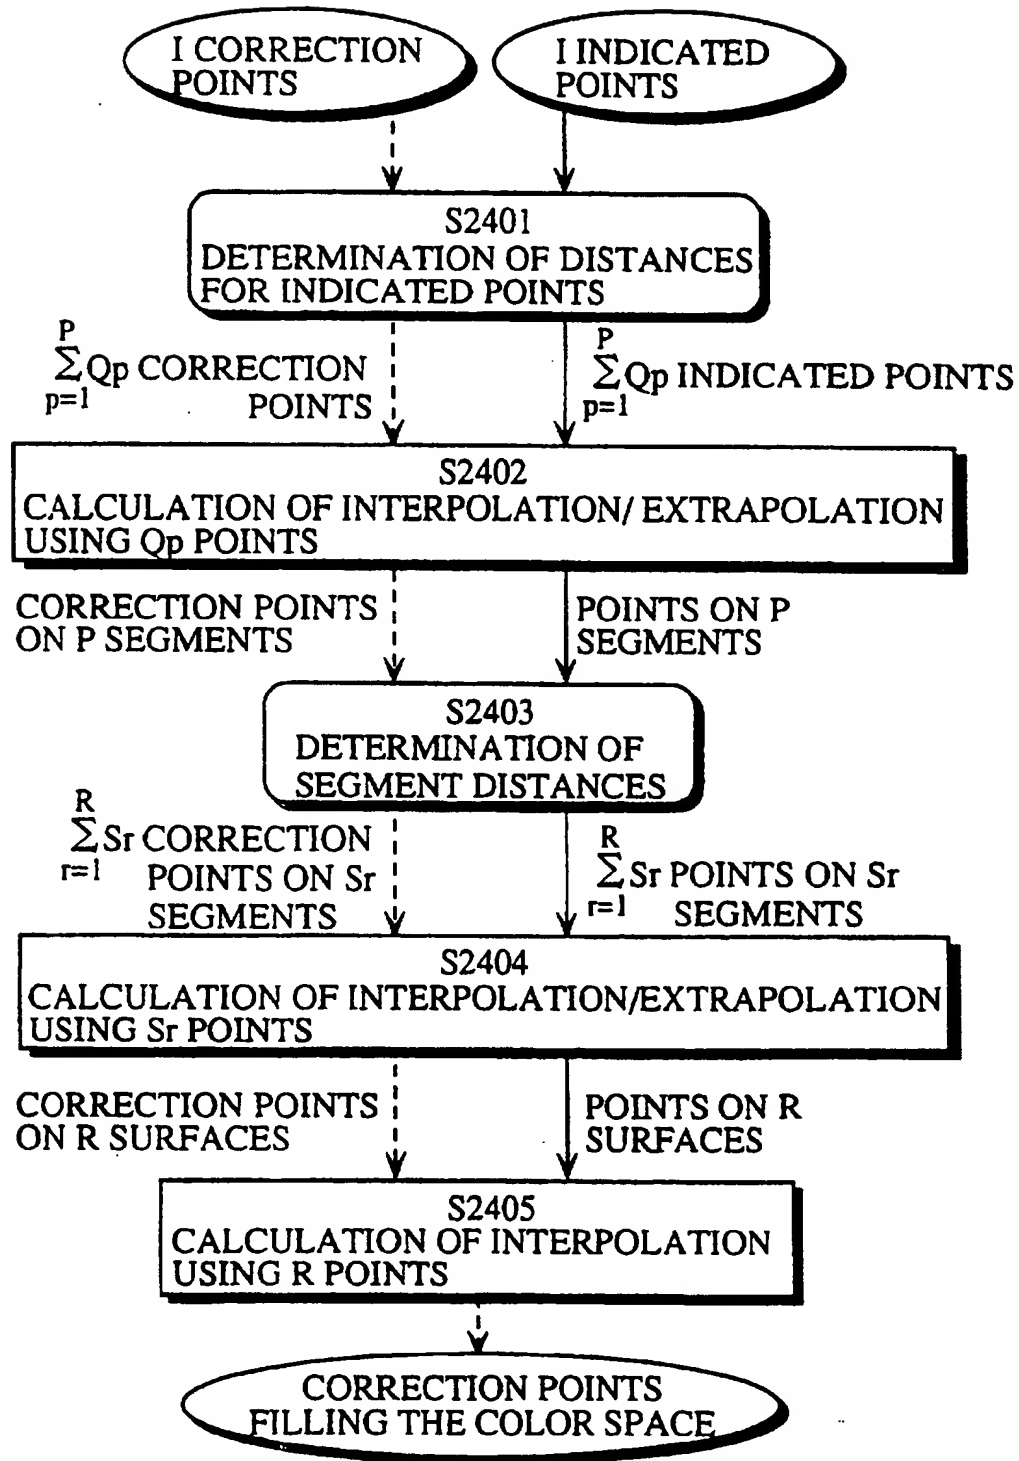 I CORRECTION
POINTS
I INDICATED
POINTS
S2401
DETERMINATION OF DISTANCES
FOR INDICATED POINTS
P
ΣQp CORRECTION
p=1
POINTS
P
ΣQp INDICATED POINTS
p=1
S2402
CALCULATION OF INTERPOLATION/ EXTRAPOLATION
USING Qp POINTS
CORRECTION POINTS
ON P SEGMENTS
POINTS ON P
SEGMENTS
S2403
DETERMINATION OF
SEGMENT DISTANCES
R
ΣSr CORRECTION
r=1
POINTS ON Sr
SEGMENTS
R
ΣSr POINTS ON Sr
r=1
SEGMENTS
S2404
CALCULATION OF INTERPOLATION/EXTRAPOLATION
USING Sr POINTS
CORRECTION POINTS
ON R SURFACES
POINTS ON R
SURFACES
S2405
CALCULATION OF INTERPOLATION
USING R POINTS
CORRECTION POINTS
FILLING THE COLOR SPACE